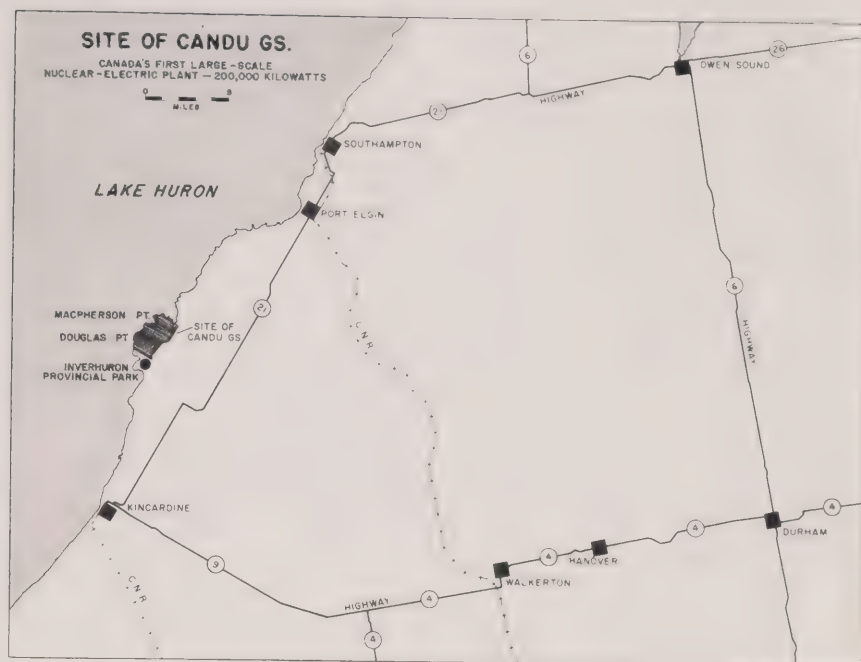 SITE OF CANDU GS.
CANADA'S FIRST LARGE-SCALE
NUCLEAR-ELECTRIC PLANT — 200,000 KILOWATTS
0 8
MILES
6
26
OWEN SOUND
21
HIGHWAY
SOUTHAMPTON
LAKE HURON
PORT ELGIN
6
21
MACPHERSON PT.
SITE OF
CANDU GS
DOUGLAS PT.
C.N.R.
HIGHWAY
INVERHURON
PROVINCIAL PARK
KINCARDINE
4
4
DURHAM
9
4
HANOVER
WALKERTON
C.N.R.
HIGHWAY
4
4